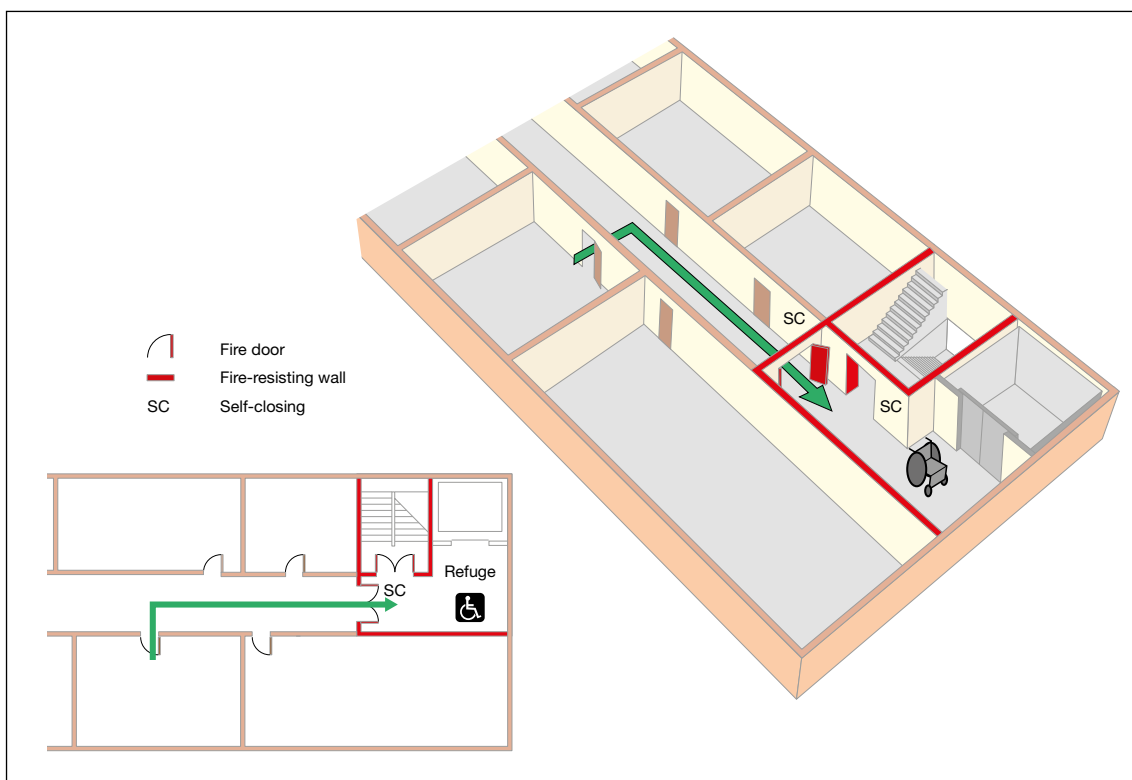 SC
SC
Fire door
Fire-resisting wall
SC Self-closing
Refuge
SC